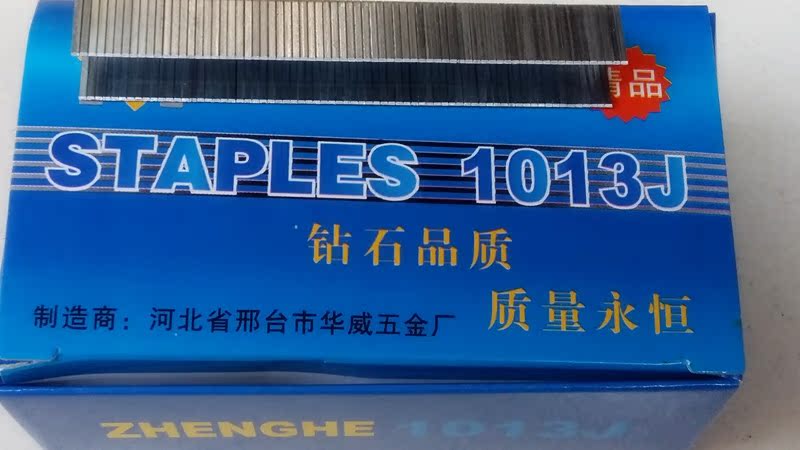 精品
STAPLES 1013J
钻石品质
质量永恒
制造商：河北省邢台市华威五金厂
ZHENGHE 1013J